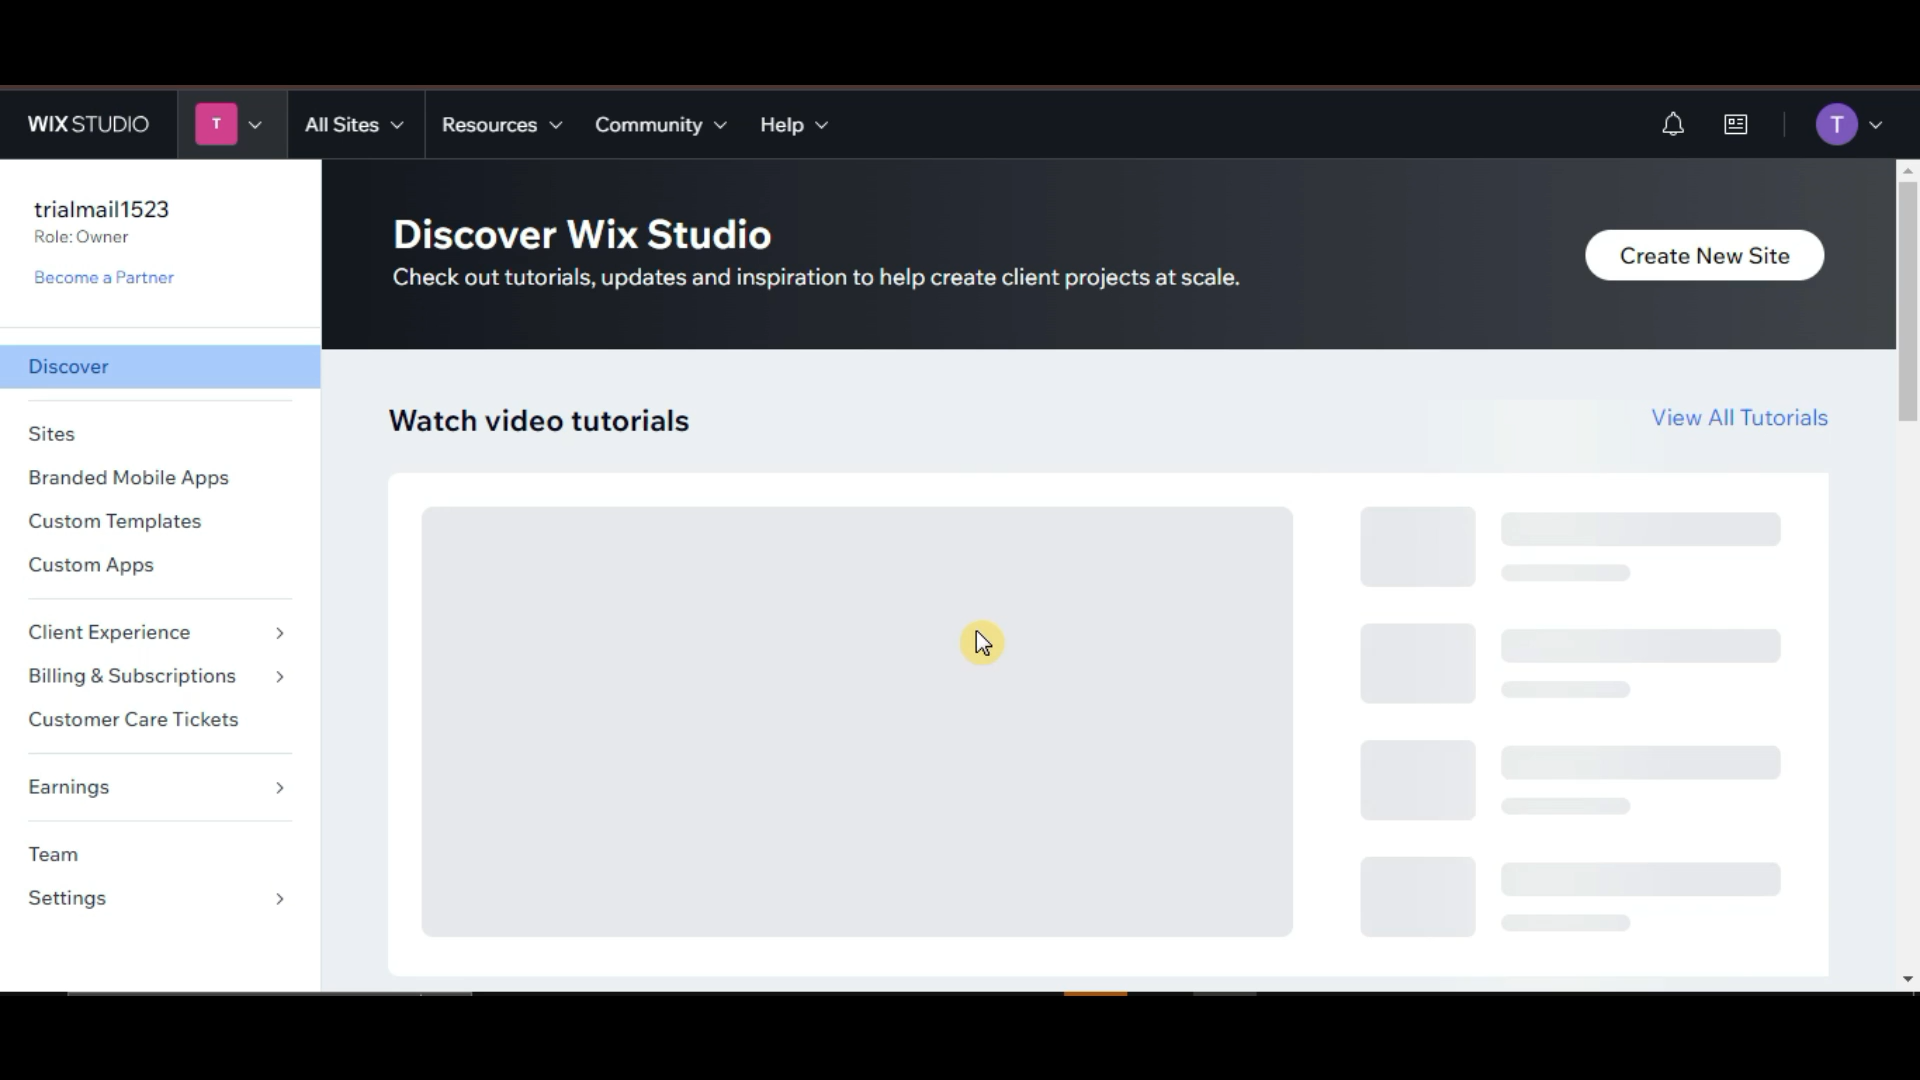 WIX STUDIO
T
All Sites
Resources
Community
Help
T
trialmail1523
Role: Owner
Become a Partner
Discover
Sites
Branded Mobile Apps
Custom Templates
Custom Apps
Client Experience
Billing & Subscriptions
Customer Care Tickets
Earnings
Team
Settings
Discover Wix Studio
Check out tutorials, updates and inspiration to help create client projects at scale.
Create New Site
Watch video tutorials
View All Tutorials